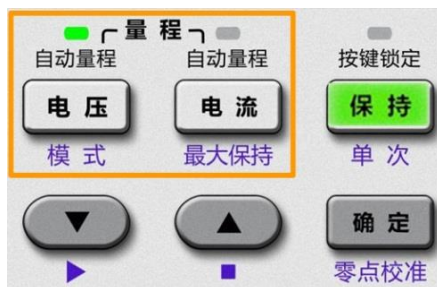 量程
自动量程 自动量程 按键锁定
电压 电流 保持
模式 最大保持 单次
确定
零点校准